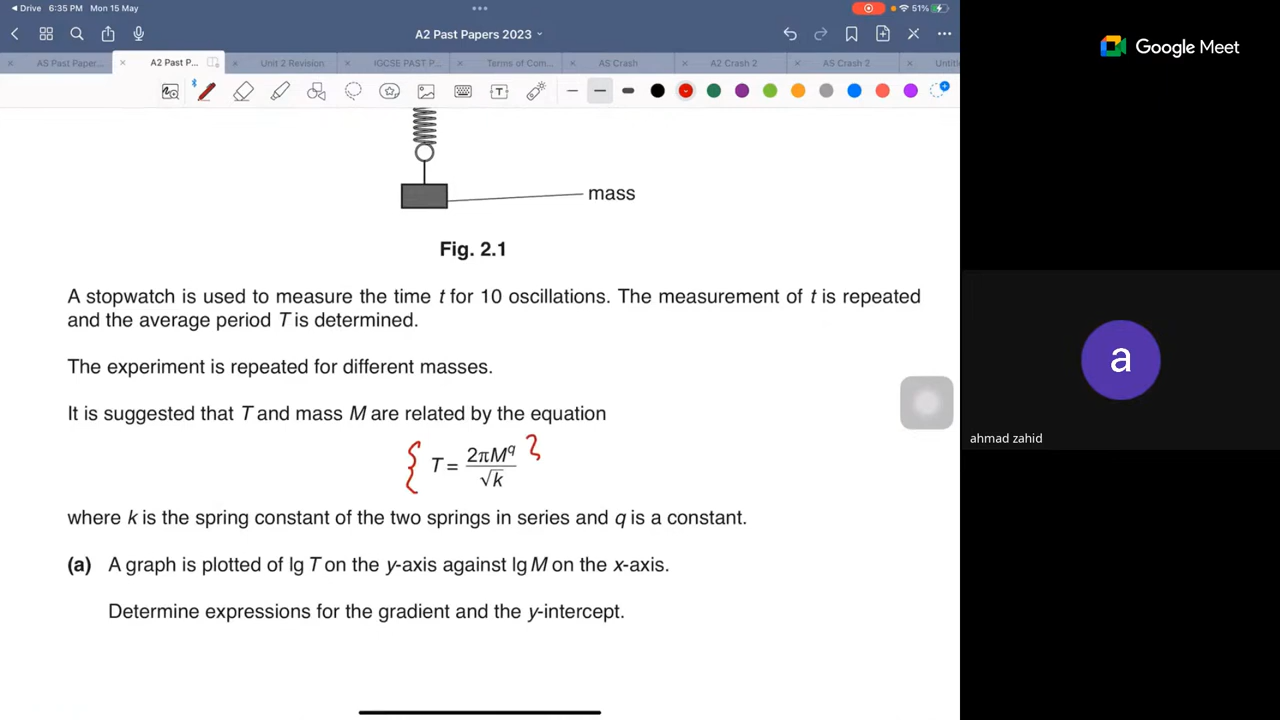 Drive 6:35 PM Mon 15 May
51%
A2 Past Papers 2023
AS Past Paper...
A2 Past P...
Unit 2 Revision
IGCSE PAST P...
Terms of Com...
AS Crash
A2 Crash 2
AS Crash 2
Untitl
Google Meet
mass
Fig. 2.1
A stopwatch is used to measure the time t for 10 oscillations. The measurement of t is repeated
and the average period T is determined.
The experiment is repeated for different masses.
It is suggested that T and mass M are related by the equation
{ T = 2πM^q / √k }
where k is the spring constant of the two springs in series and q is a constant.
(a) A graph is plotted of lg T on the y-axis against lg M on the x-axis.
Determine expressions for the gradient and the y-intercept.
a
ahmad zahid